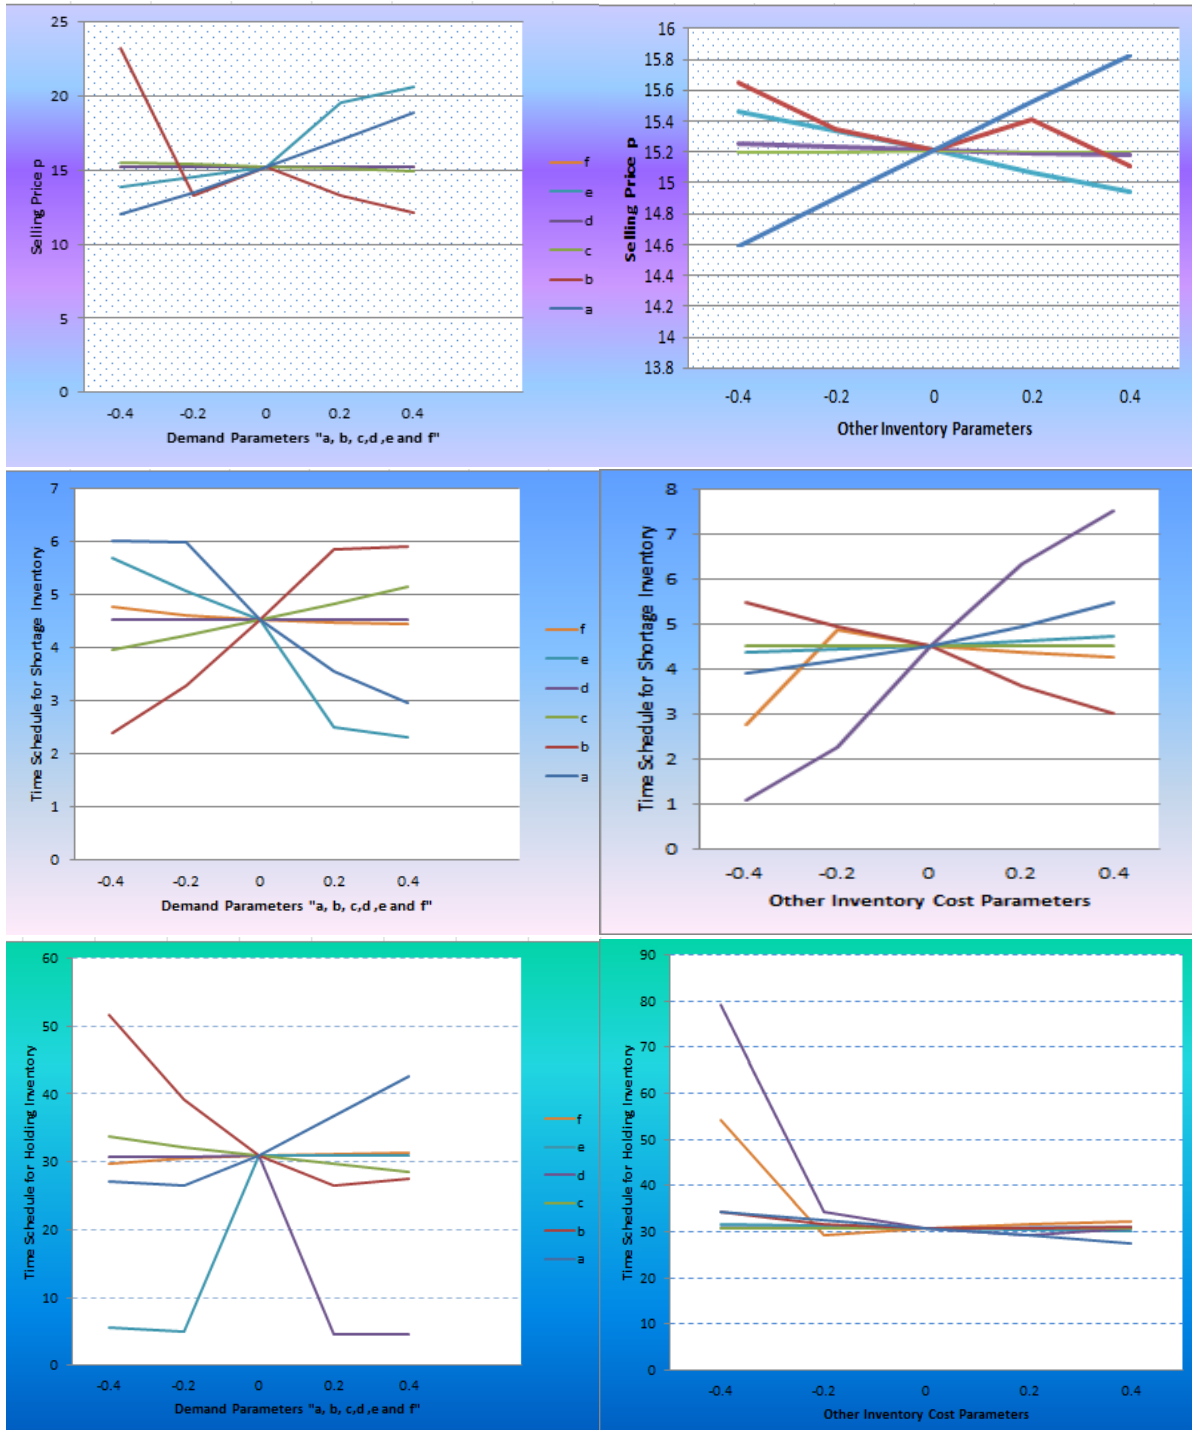 25
20
15
10
5
0
Selling Price p
-0.4 -0.2 0 0.2 0.4
Demand Parameters "a, b, c,d ,e and f"
f
e
d
c
b
a
16
15.8
15.6
15.4
15.2
15
14.8
14.6
14.4
14.2
14
13.8
Selling Price p
-0.4 -0.2 0 0.2 0.4
Other Inventory Parameters
7
6
5
4
3
2
1
0
Time Schedule for Shortage Inventory
-0.4 -0.2 0 0.2 0.4
Demand Parameters "a, b, c,d ,e and f"
f
e
d
c
b
a
8
7
6
5
4
3
2
1
0
Time Schedule for Shortage Inventory
-0.4 -0.2 0 0.2 0.4
Other Inventory Cost Parameters
60
50
40
30
20
10
0
Time Schedule for Holding Inventory
-0.4 -0.2 0 0.2 0.4
Demand Parameters "a, b, c,d ,e and f"
f
e
d
c
b
a
90
80
70
60
50
40
30
20
10
0
Time Schedule for Holding Inventory
-0.4 -0.2 0 0.2 0.4
Other Inventory Cost Parameters